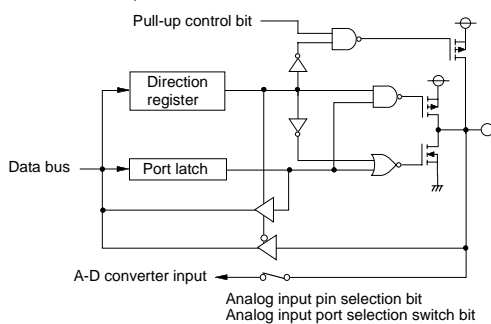 Pull-up control bit
Direction
register
Data bus
Port latch
A-D converter input
Analog input pin selection bit
Analog input port selection switch bit